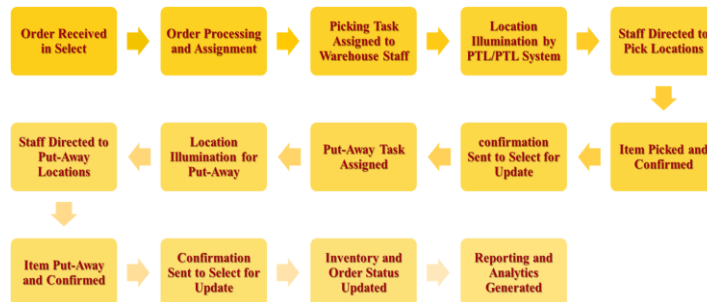 Order Received
in Select
Order Processing
and Assignment
Picking Task
Assigned to
Warehouse Staff
Location
Illumination by
PTL/PTL System
Staff Directed to
Pick Locations
Item Picked and
Confirmed
confirmation
Sent to Select for
Update
Put-Away Task
Assigned
Location
Illumination for
Put-Away
Staff Directed to
Put-Away
Locations
Item Put-Away
and Confirmed
Confirmation
Sent to Select for
Update
Inventory and
Order Status
Updated
Reporting and
Analytics
Generated